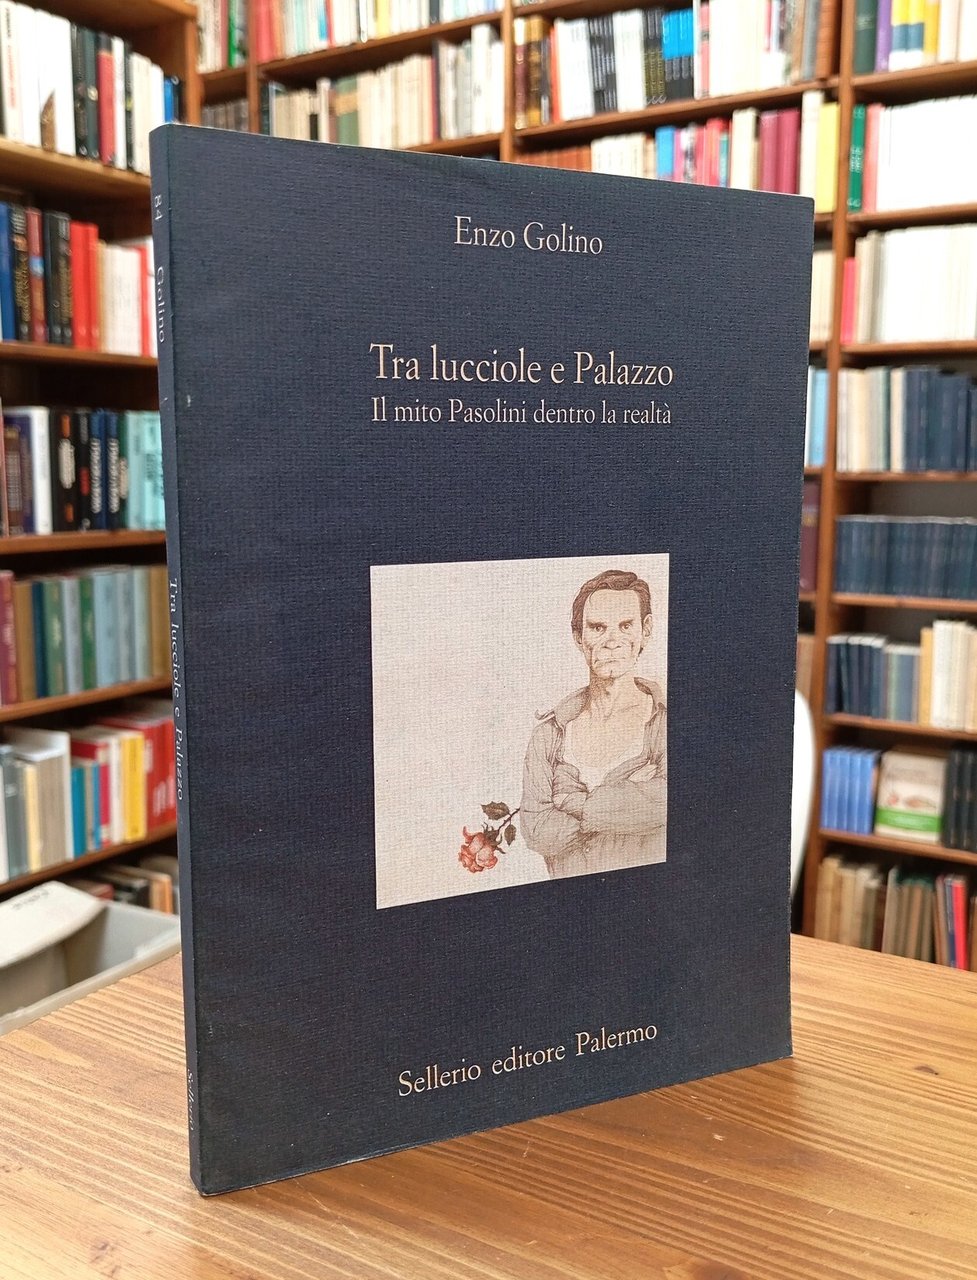 Enzo Golino
Tra lucciole e Palazzo
Il mito Pasolini dentro la realtà
Sellerio editore Palermo
84 Golino Tra lucciole e Palazzo Sellerio